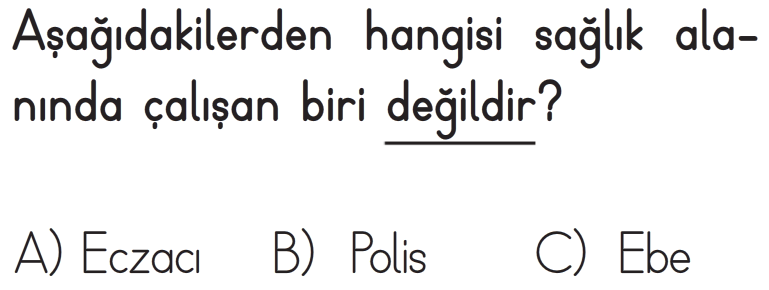 Aşağıdakilerden hangisi sağlık ala-
nında çalışan biri değildir?
A) Eczacı B) Polis C) Ebe